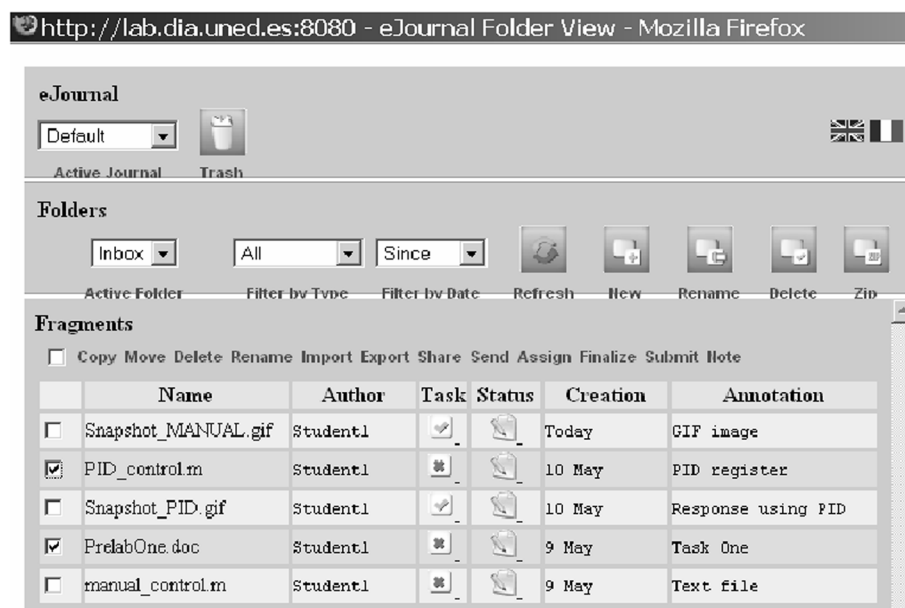 http://lab.dia.uned.es:8080 - eJournal Folder View - Mozilla Firefox
eJournal
Default
Active Journal Trash
Folders
Inbox All Since
Active Folder Filter by Type Filter by Date Refresh New Rename Delete Zip
Fragments
Copy Move Delete Rename Import Export Share Send Assign Finalize Submit Note
Name Author Task Status Creation Annotation
Snapshot_MANUAL.gif Student1 Today GIF image
PID_control.m Student1 10 May PID register
Snapshot_PID.gif Student1 10 May Response using PID
PrelabOne.doc Student1 9 May Task One
manual_control.m Student1 9 May Text file